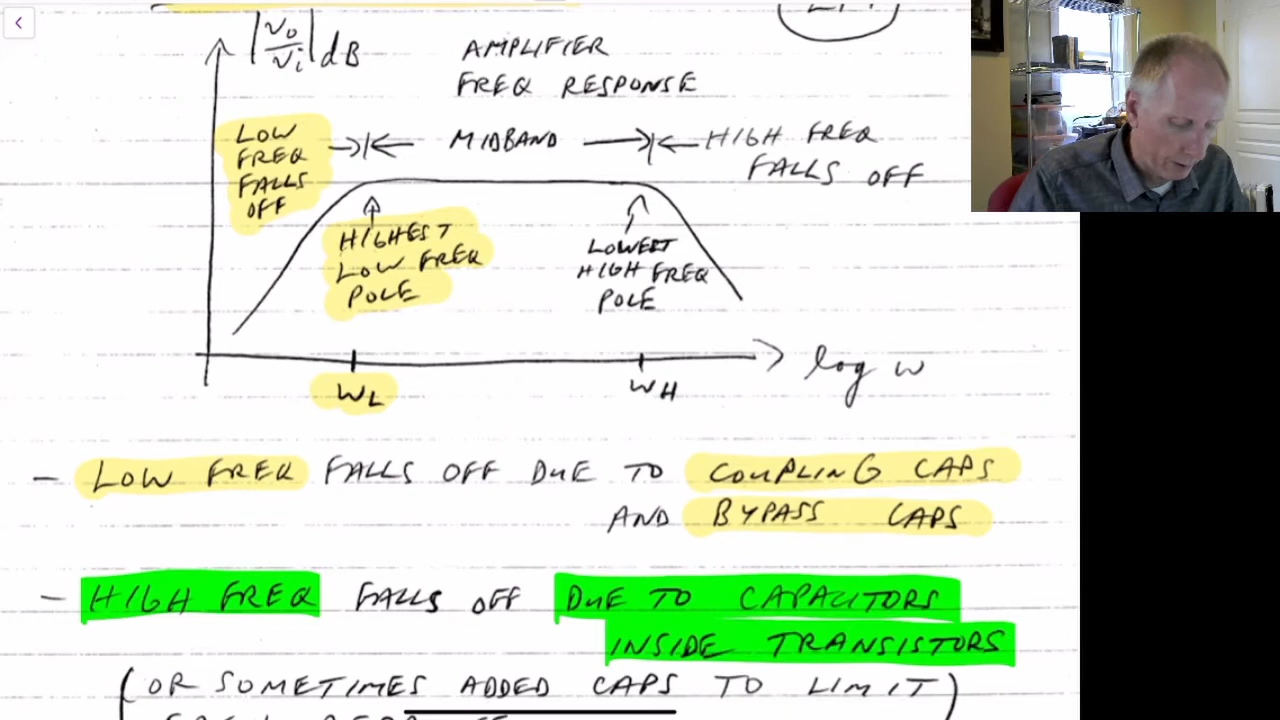 |Vo/Vi| dB
AMPLIFIER
FREQ RESPONSE
LOW
FREQ
FALLS
OFF
MIDBAND
HIGH FREQ
FALLS OFF
HIGHEST
LOW FREQ
POLE
LOWEST
HIGH FREQ
POLE
WL
WH
log w
- LOW FREQ FALLS OFF DUE TO COUPLING CAPS
AND BYPASS CAPS
- HIGH FREQ FALLS OFF DUE TO CAPACITORS
INSIDE TRANSISTORS
(OR SOMETIMES ADDED CAPS TO LIMIT)